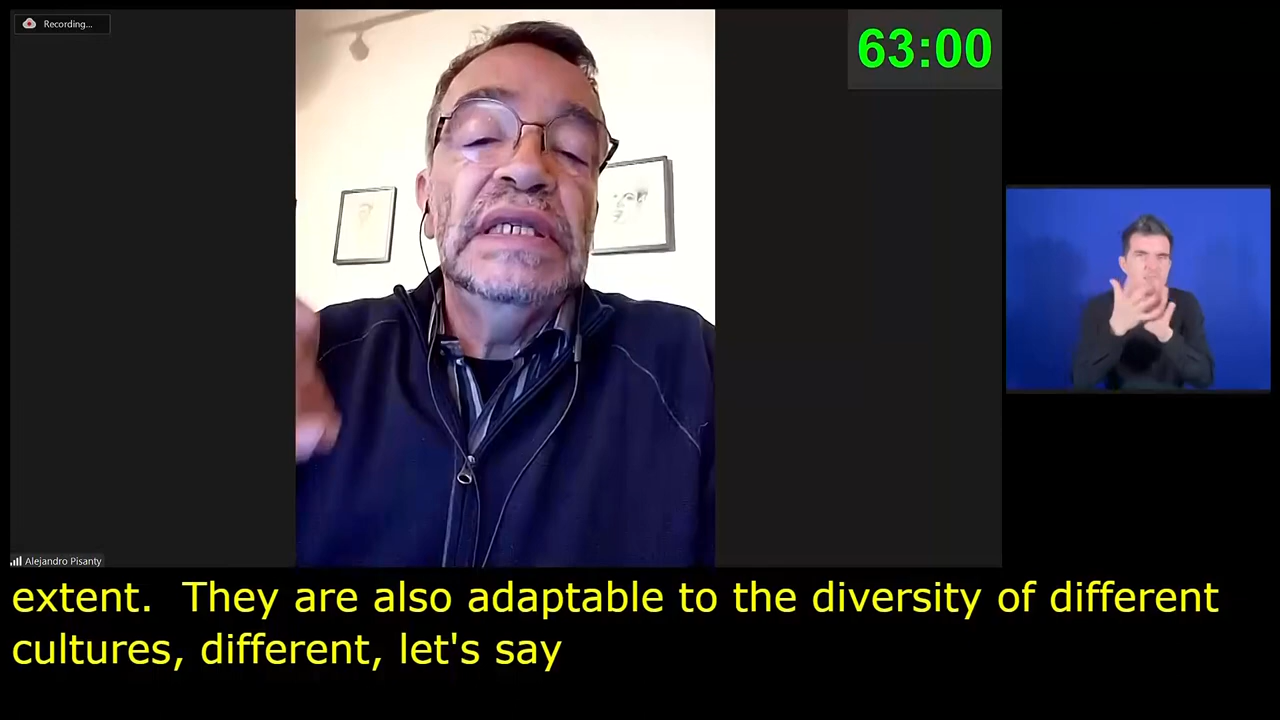 Recording...
63:00
Alejandro Pisanty
extent.  They are also adaptable to the diversity of different
cultures, different, let's say